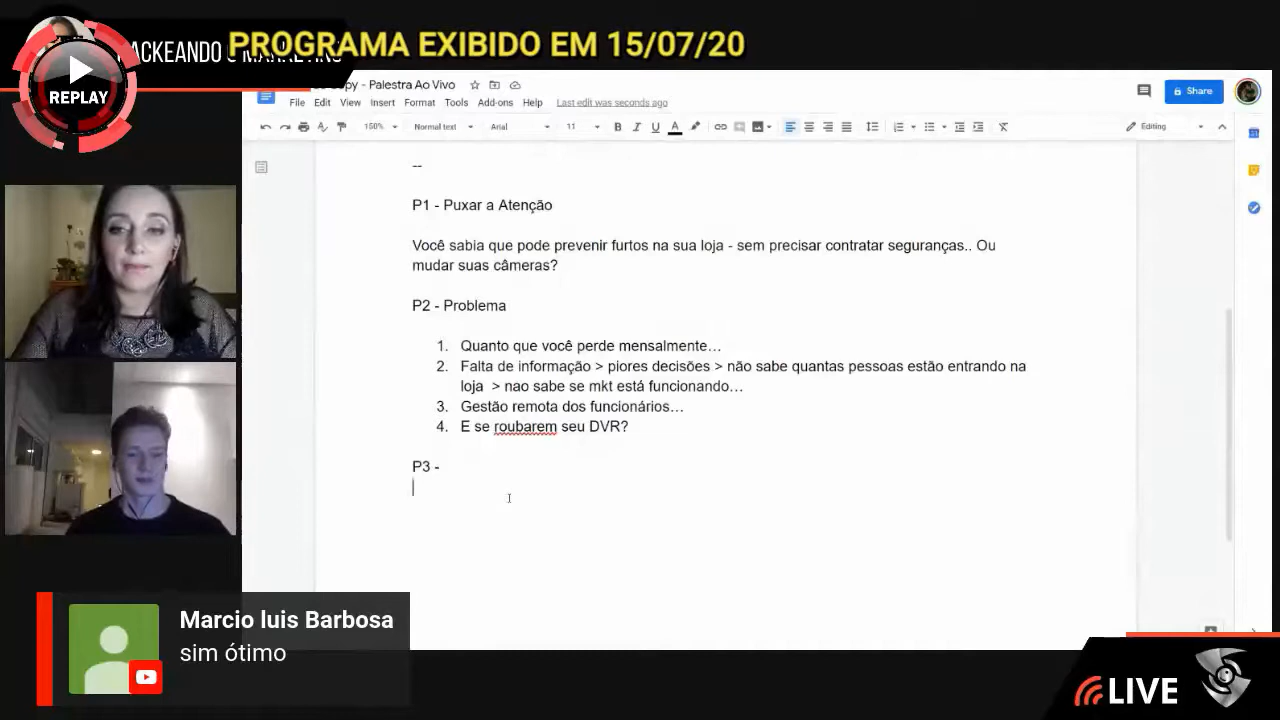 PROGRAMA EXIBIDO EM 15/07/20
REPLAY
Copy - Palestra Ao Vivo
File Edit View Insert Format Tools Add-ons Help Last edit was seconds ago
Share
150% Normal text Arial 11 B I U A Editing
--
P1 - Puxar a Atenção
Você sabia que pode prevenir furtos na sua loja - sem precisar contratar seguranças.. Ou
mudar suas câmeras?
P2 - Problema
1. Quanto que você perde mensalmente…
2. Falta de informação > piores decisões > não sabe quantas pessoas estão entrando na
loja > nao sabe se mkt está funcionando…
3. Gestão remota dos funcionários…
4. E se roubarem seu DVR?
P3 -
Marcio luis Barbosa
sim ótimo
LIVE